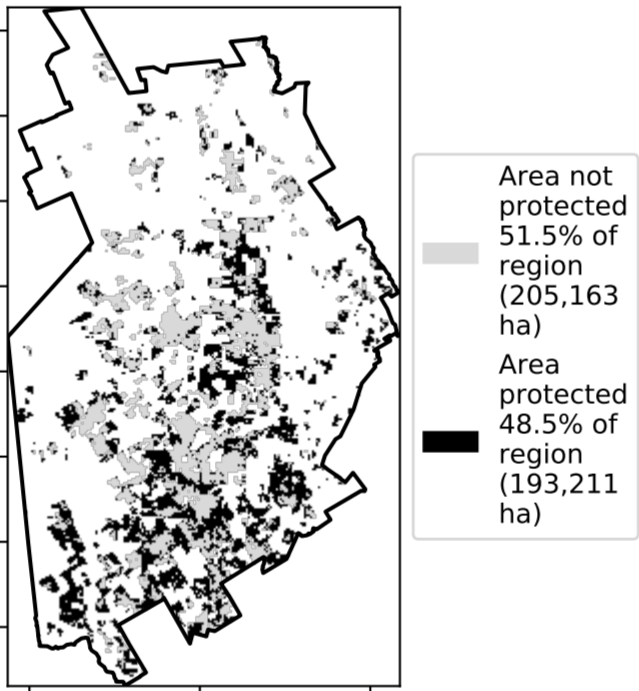 Area not
protected
51.5% of
region
(205,163
ha)
Area
protected
48.5% of
region
(193,211
ha)